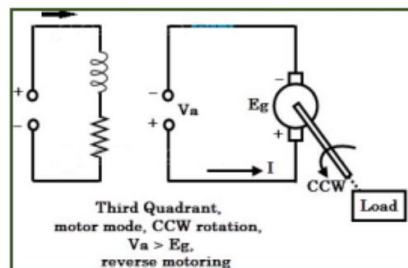 +
−
−
Va
+
−
Eg
+
I
CCW
Load
Third Quadrant,
motor mode, CCW rotation,
Va > Eg,
reverse motoring